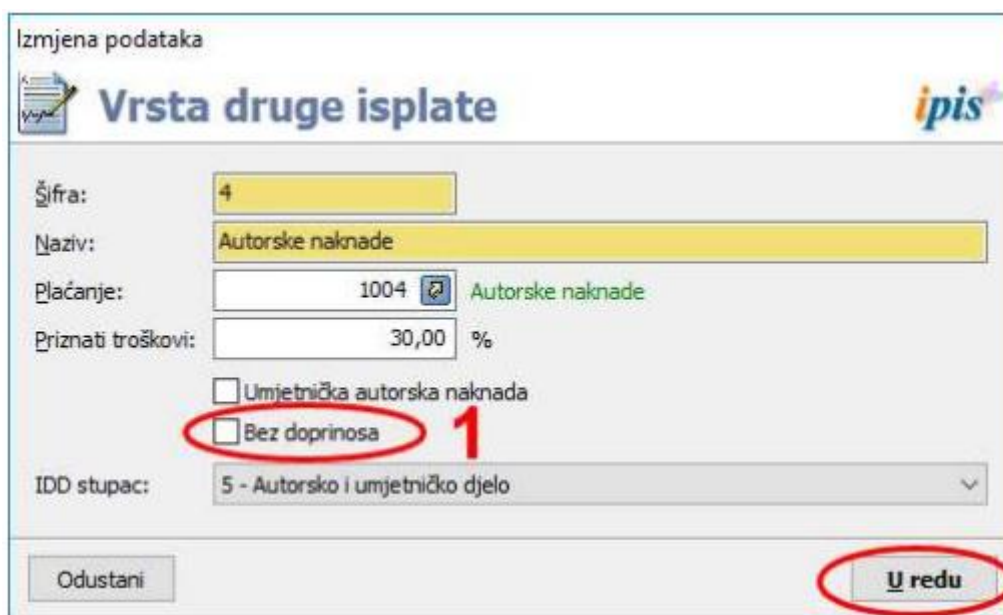 Izmjena podataka
Vrsta druge isplate
ipis
Šifra: 4
Naziv: Autorske naknade
Plaćanje: 1004 Autorske naknade
Priznati troškovi: 30,00 %
Umjetnička autorska naknada
Bez doprinosa 1
IDD stupac: 5 - Autorsko i umjetničko djelo
Odustani U redu